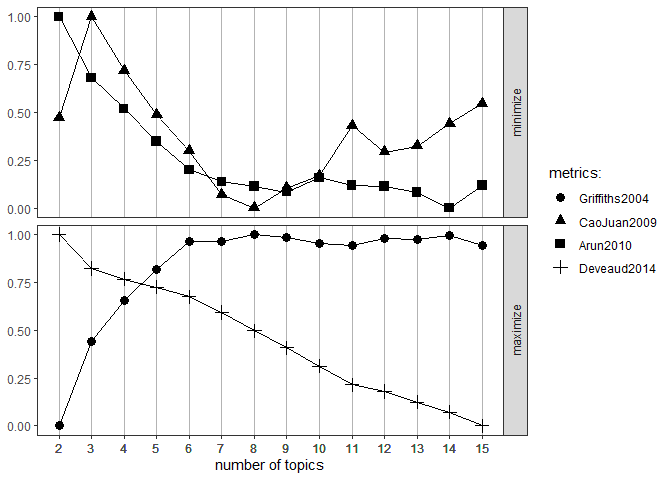 1.00
0.75
0.50
0.25
0.00
minimize
1.00
0.75
0.50
0.25
0.00
maximize
2 3 4 5 6 7 8 9 10 11 12 13 14 15
number of topics
metrics:
Griffiths2004
CaoJuan2009
Arun2010
Deveaud2014